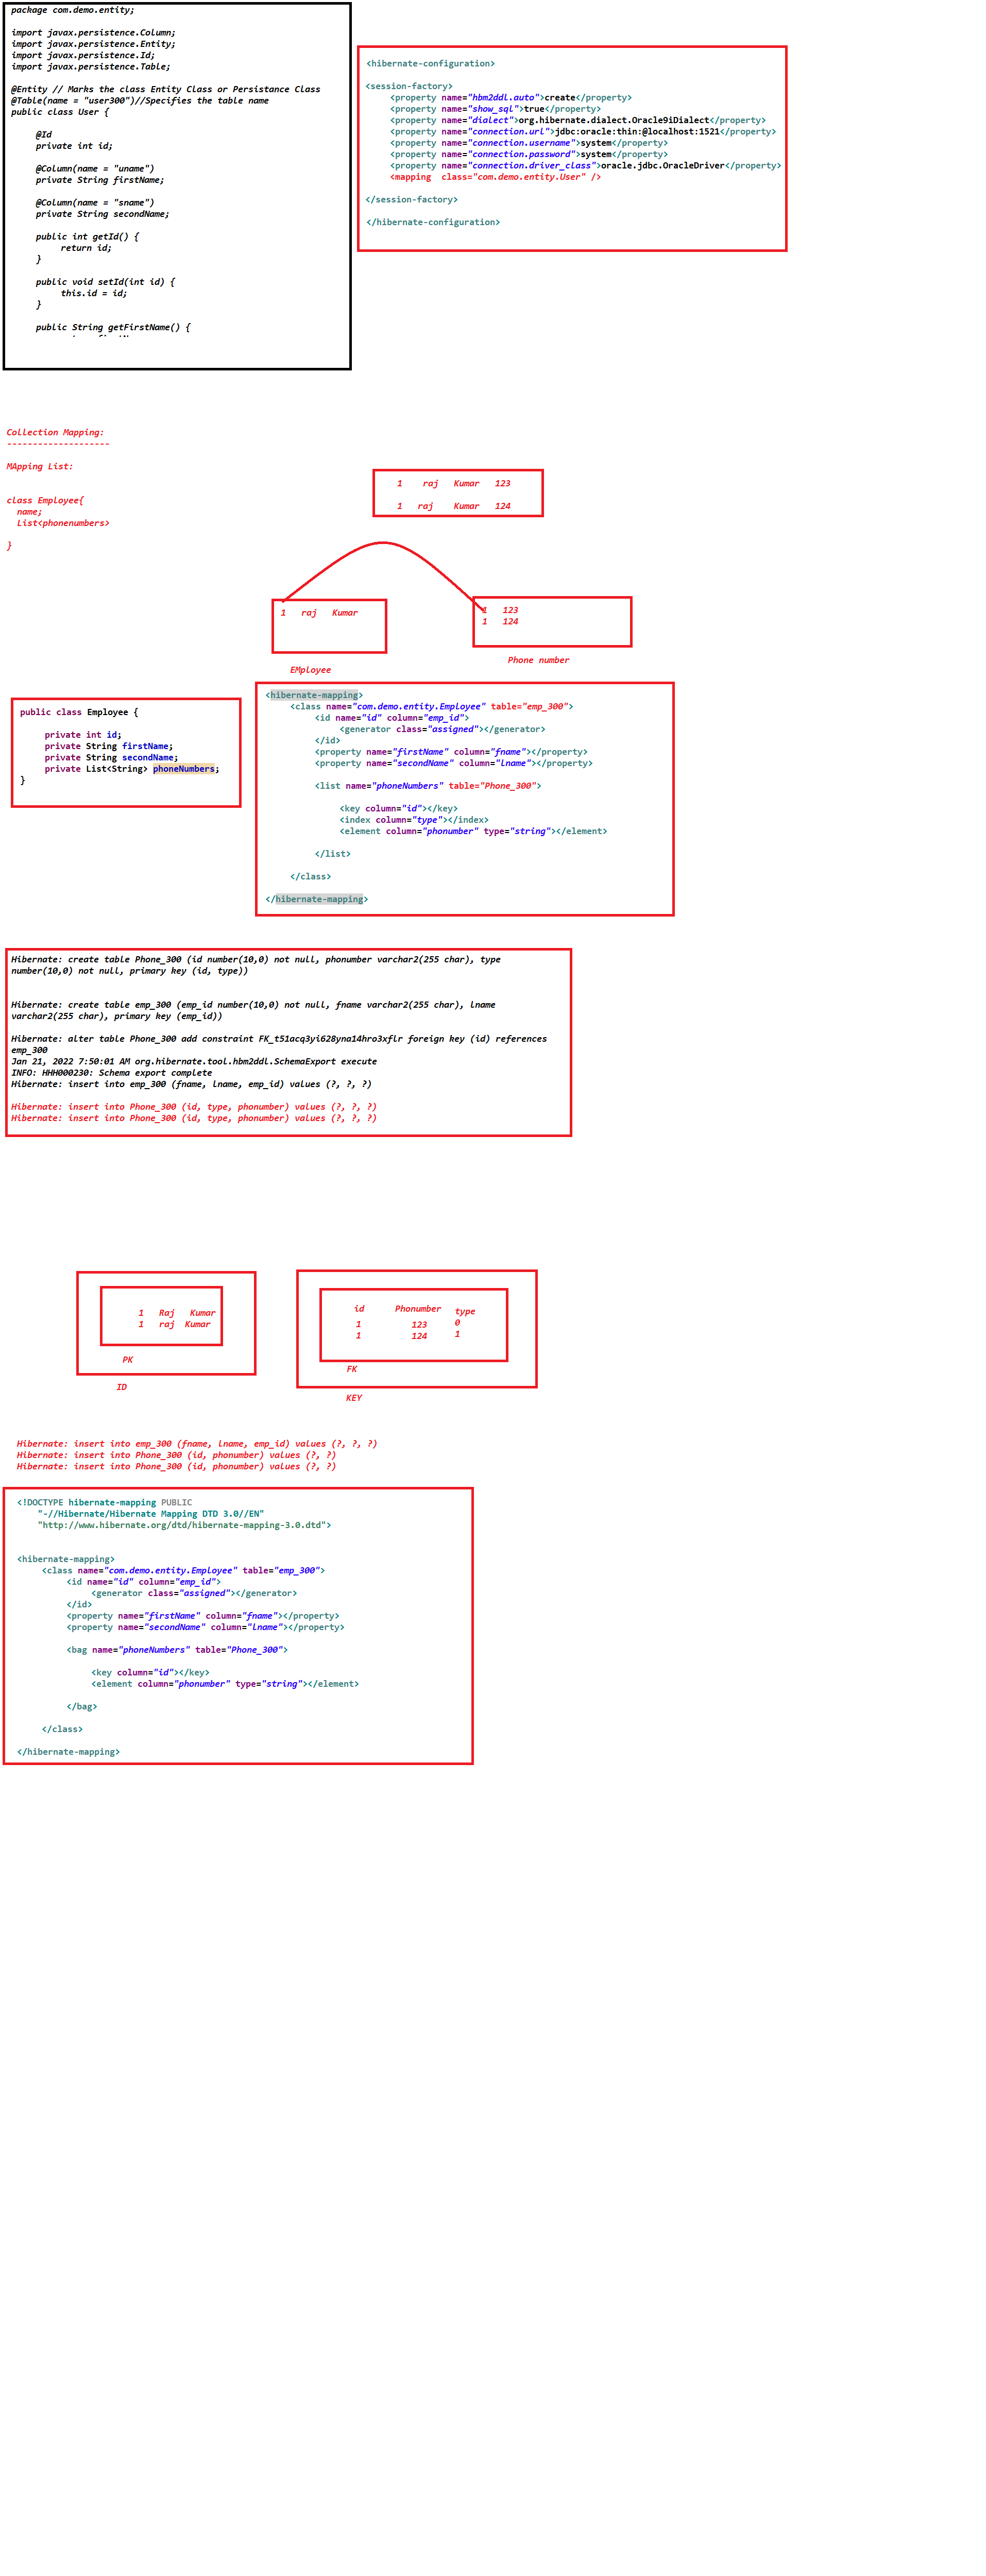 package com.demo.entity;
import javax.persistence.Column;
import javax.persistence.Entity;
import javax.persistence.Id;
import javax.persistence.Table;
@Entity // Marks the class Entity Class or Persistance Class
@Table(name = "user300")//Specifies the table name
public class User {
@Id
private int id;
@Column(name = "uname")
private String firstName;
@Column(name = "sname")
private String secondName;
public int getId() {
return id;
}
public void setId(int id) {
this.id = id;
}
public String getFirstName() {
<hibernate-configuration>
<session-factory>
<property name="hbm2ddl.auto">create</property>
<property name="show_sql">true</property>
<property name="dialect">org.hibernate.dialect.Oracle9iDialect</property>
<property name="connection.url">jdbc:oracle:thin:@localhost:1521</property>
<property name="connection.username">system</property>
<property name="connection.password">system</property>
<property name="connection.driver_class">oracle.jdbc.OracleDriver</property>
<mapping class="com.demo.entity.User" />
</session-factory>
</hibernate-configuration>
Collection Mapping:
--------------------
MApping List:
class Employee{
name;
List<phonenumbers>
}
1 raj Kumar 123
1 raj Kumar 124
1 raj Kumar
EMployee
1 123
1 124
Phone number
public class Employee {
private int id;
private String firstName;
private String secondName;
private List<String> phoneNumbers;
}
<hibernate-mapping>
<class name="com.demo.entity.Employee" table="emp_300">
<id name="id" column="emp_id">
<generator class="assigned"></generator>
</id>
<property name="firstName" column="fname"></property>
<property name="secondName" column="lname"></property>
<list name="phoneNumbers" table="Phone_300">
<key column="id"></key>
<index column="type"></index>
<element column="phonumber" type="string"></element>
</list>
</class>
</hibernate-mapping>
Hibernate: create table Phone_300 (id number(10,0) not null, phonumber varchar2(255 char), type
number(10,0) not null, primary key (id, type))
Hibernate: create table emp_300 (emp_id number(10,0) not null, fname varchar2(255 char), lname
varchar2(255 char), primary key (emp_id))
Hibernate: alter table Phone_300 add constraint FK_t51acq3yi628yna14hro3xflr foreign key (id) references
emp_300
Jan 21, 2022 7:50:01 AM org.hibernate.tool.hbm2ddl.SchemaExport execute
INFO: HHH000230: Schema export complete
Hibernate: insert into emp_300 (fname, lname, emp_id) values (?, ?, ?)
Hibernate: insert into Phone_300 (id, type, phonumber) values (?, ?, ?)
Hibernate: insert into Phone_300 (id, type, phonumber) values (?, ?, ?)
1 Raj Kumar
1 raj Kumar
PK
ID
id Phonumber type
1 123 0
1 124 1
FK
KEY
Hibernate: insert into emp_300 (fname, lname, emp_id) values (?, ?, ?)
Hibernate: insert into Phone_300 (id, phonumber) values (?, ?)
Hibernate: insert into Phone_300 (id, phonumber) values (?, ?)
<!DOCTYPE hibernate-mapping PUBLIC
"-//Hibernate/Hibernate Mapping DTD 3.0//EN"
"http://www.hibernate.org/dtd/hibernate-mapping-3.0.dtd">
<hibernate-mapping>
<class name="com.demo.entity.Employee" table="emp_300">
<id name="id" column="emp_id">
<generator class="assigned"></generator>
</id>
<property name="firstName" column="fname"></property>
<property name="secondName" column="lname"></property>
<bag name="phoneNumbers" table="Phone_300">
<key column="id"></key>
<element column="phonumber" type="string"></element>
</bag>
</class>
</hibernate-mapping>